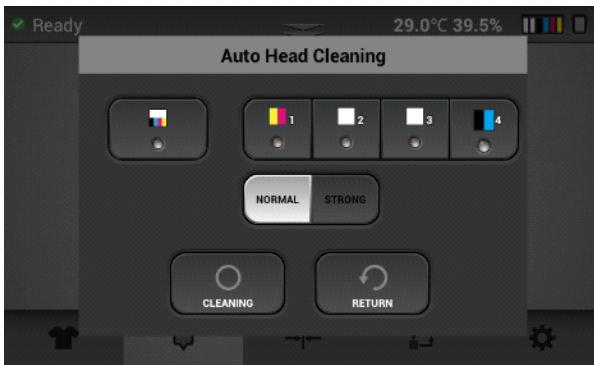 Ready 29.0°C 39.5%
Auto Head Cleaning
1 2 3 4
NORMAL STRONG
CLEANING RETURN